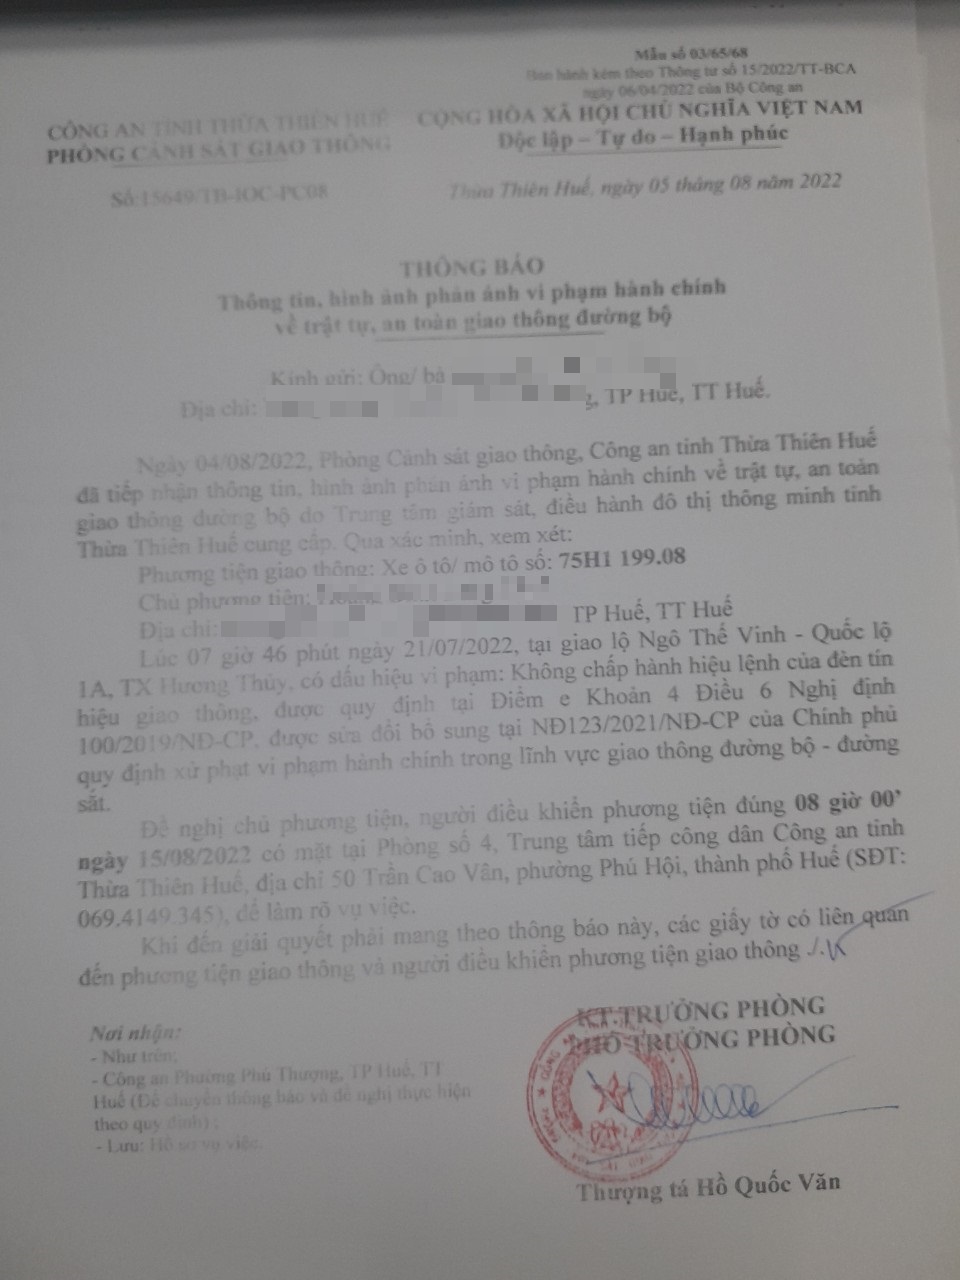 Mẫu số 03/65/68
Ban hành kèm theo Thông tư số 15/2022/TT-BCA
ngày 06/04/2022 của Bộ Công an
CÔNG AN TỈNH THỪA THIÊN HUẾ
CỘNG HÒA XÃ HỘI CHỦ NGHĨA VIỆT NAM
PHÒNG CẢNH SÁT GIAO THÔNG
Độc lập – Tự do – Hạnh phúc
Số:15649/TB-IOC-PC08
Thừa Thiên Huế, ngày 05 tháng 08 năm 2022
THÔNG BÁO
Thông tin, hình ảnh phản ánh vi phạm hành chính
về trật tự, an toàn giao thông đường bộ
Kính gửi: Ông/ bà
Địa chỉ: TP Huế, TT Huế.
Ngày 04/08/2022, Phòng Cảnh sát giao thông, Công an tỉnh Thừa Thiên Huế
đã tiếp nhận thông tin, hình ảnh phản ánh vi phạm hành chính về trật tự, an toàn
giao thông đường bộ do Trung tâm giám sát, điều hành đô thị thông minh tỉnh
Thừa Thiên Huế cung cấp. Qua xác minh, xem xét:
Phương tiện giao thông: Xe ô tô/ mô tô số: 75H1 199.08
Chủ phương tiện:
Địa chỉ: TP Huế, TT Huế
Lúc 07 giờ 46 phút ngày 21/07/2022, tại giao lộ Ngô Thế Vinh - Quốc lộ
1A, TX Hương Thủy, có dấu hiệu vi phạm: Không chấp hành hiệu lệnh của đèn tín
hiệu giao thông, được quy định tại Điểm e Khoản 4 Điều 6 Nghị định
100/2019/NĐ-CP, được sửa đổi bổ sung tại NĐ123/2021/NĐ-CP của Chính phủ
quy định xử phạt vi phạm hành chính trong lĩnh vực giao thông đường bộ - đường
sắt.
Đề nghị chủ phương tiện, người điều khiển phương tiện đúng 08 giờ 00’
ngày 15/08/2022 có mặt tại Phòng số 4, Trung tâm tiếp công dân Công an tỉnh
Thừa Thiên Huế, địa chỉ 50 Trần Cao Vân, phường Phú Hội, thành phố Huế (SĐT:
069.4149.345), để làm rõ vụ việc.
Khi đến giải quyết phải mang theo thông báo này, các giấy tờ có liên quan
đến phương tiện giao thông và người điều khiển phương tiện giao thông ./.
KT.TRƯỞNG PHÒNG
PHÓ TRƯỞNG PHÒNG
Nơi nhận:
- Như trên;
- Công an Phường Phú Thượng, TP Huế, TT
Huế (Để chuyển thông báo và đề nghị thực hiện
theo quy định) ;
- Lưu: Hồ sơ vụ việc.
Thượng tá Hồ Quốc Văn